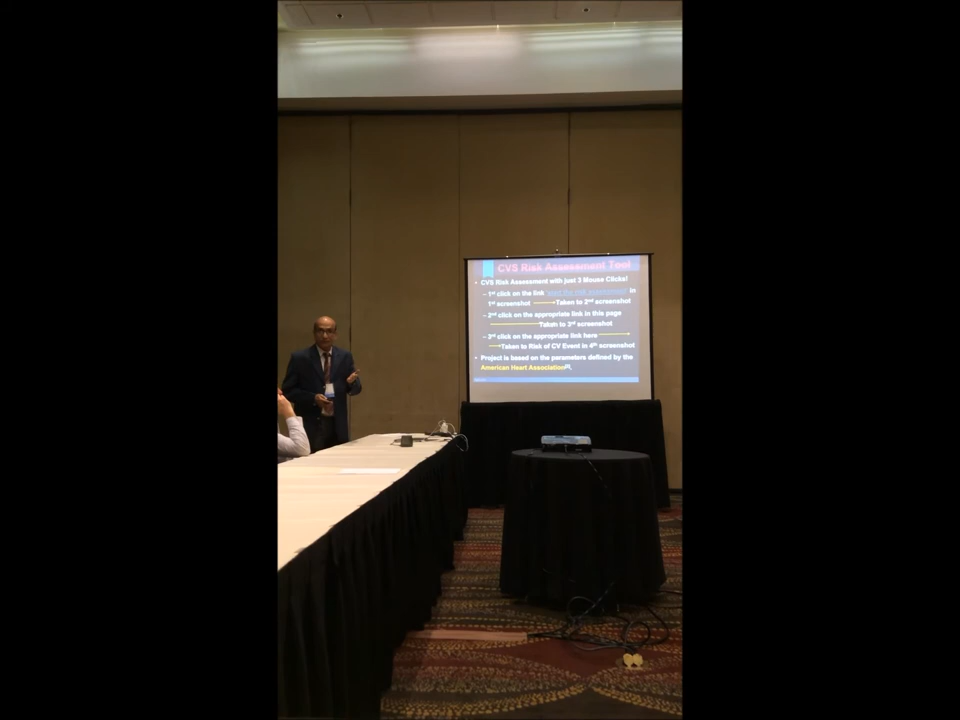 CVS Risk Assessment Tool
• CVS Risk Assessment with just 3 Mouse Clicks!
– 1st click on the link in
1st screenshot → Taken to 2nd screenshot
– 2nd click on the appropriate link in this page
→ Taken to 3rd screenshot
– 3rd click on the appropriate link here →
→ Taken to Risk of CV Event in 4th screenshot
• Project is based on the parameters defined by the
American Heart Association